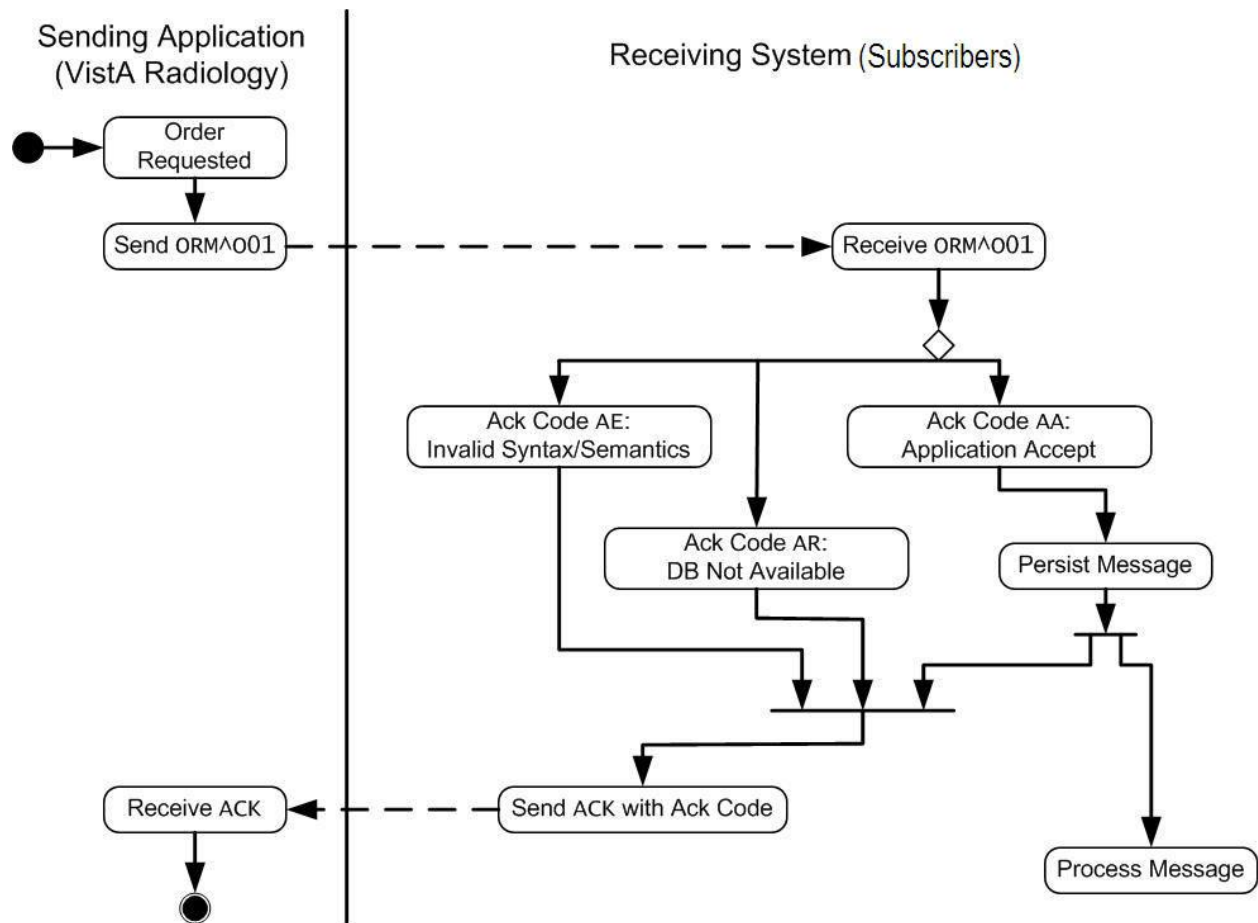 Sending Application
(VistA Radiology)
Receiving System (Subscribers)
Order
Requested
Send ORM^O01
Receive ORM^O01
Ack Code AE:
Invalid Syntax/Semantics
Ack Code AA:
Application Accept
Ack Code AR:
DB Not Available
Persist Message
Receive ACK
Send ACK with Ack Code
Process Message